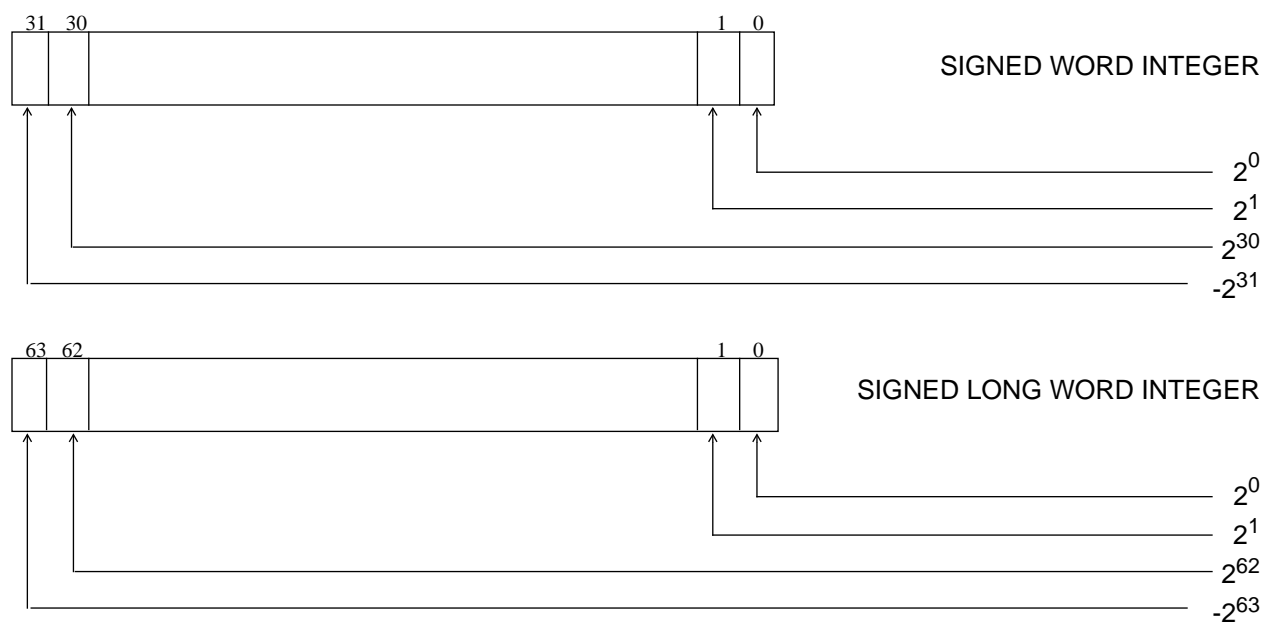 31 30 1 0
SIGNED WORD INTEGER
2^0
2^1
2^30
-2^31
63 62 1 0
SIGNED LONG WORD INTEGER
2^0
2^1
2^62
-2^63